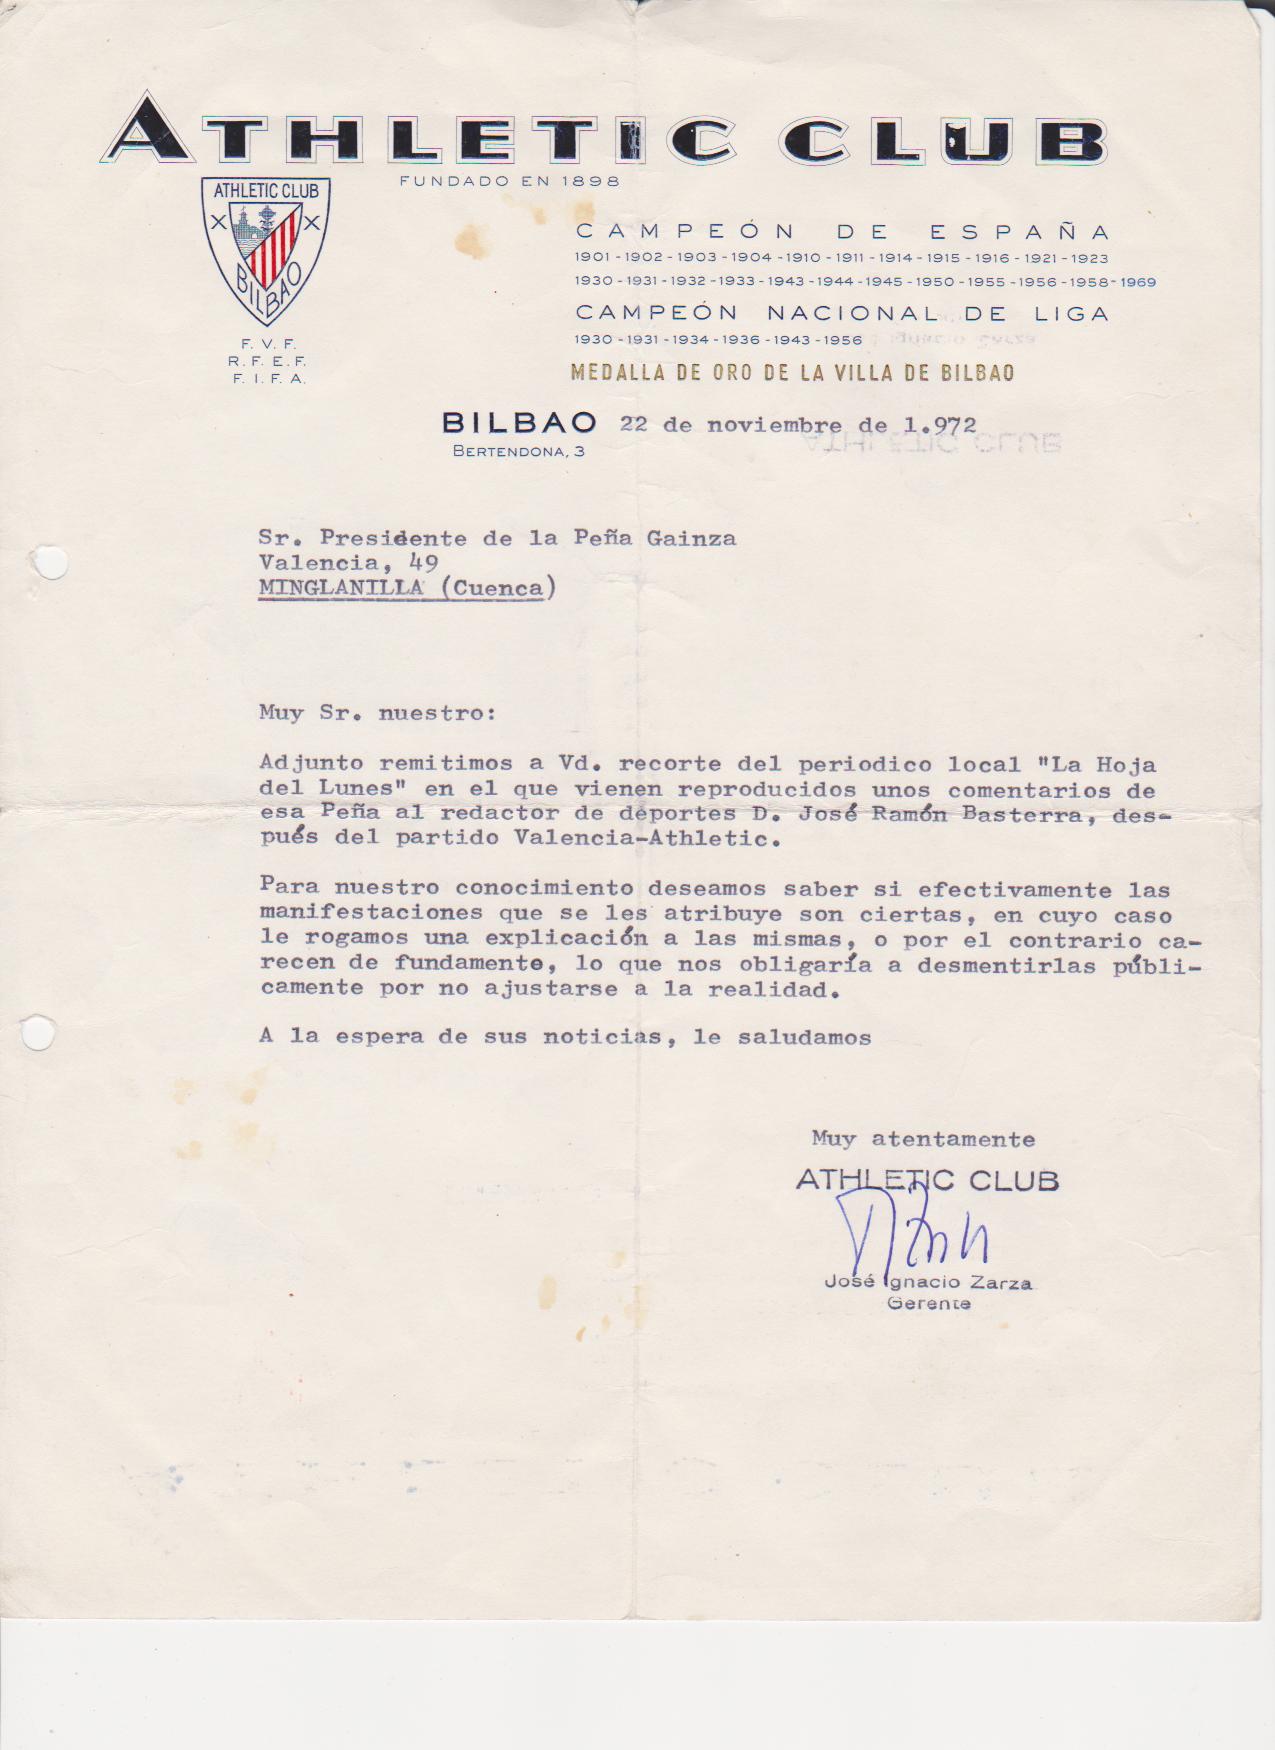 ATHLETIC CLUB
FUNDADO EN 1898
ATHLETIC CLUB
BILBAO
F. V. F.
R. F. E. F.
F. I. F. A.
CAMPEÓN DE ESPAÑA
1901 - 1902 - 1903 - 1904 - 1910 - 1911 - 1914 - 1915 - 1916 - 1921 - 1923
1930 - 1931 - 1932 - 1933 - 1943 - 1944 - 1945 - 1950 - 1955 - 1956 - 1958 - 1969
CAMPEÓN NACIONAL DE LIGA
1930 - 1931 - 1934 - 1936 - 1943 - 1956
MEDALLA DE ORO DE LA VILLA DE BILBAO
BILBAO 22 de noviembre de 1.972
BERTENDONA, 3
Sr. Presidente de la Peña Gainza
Valencia, 49
MINGLANILLA (Cuenca)
Muy Sr. nuestro:
Adjunto remitimos a Vd. recorte del periodico local "La Hoja
del Lunes" en el que vienen reproducidos unos comentarios de
esa Peña al redactor de deportes D. José Ramón Basterra, des-
pués del partido Valencia-Athletic.
Para nuestro conocimiento deseamos saber si efectivamente las
manifestaciones que se les atribuye son ciertas, en cuyo caso
le rogamos una explicación a las mismas, o por el contrario ca-
recen de fundamento, lo que nos obligaría a desmentirlas públi-
camente por no ajustarse a la realidad.
A la espera de sus noticias, le saludamos
Muy atentamente
ATHLETIC CLUB
José Ignacio Zarza
Gerente